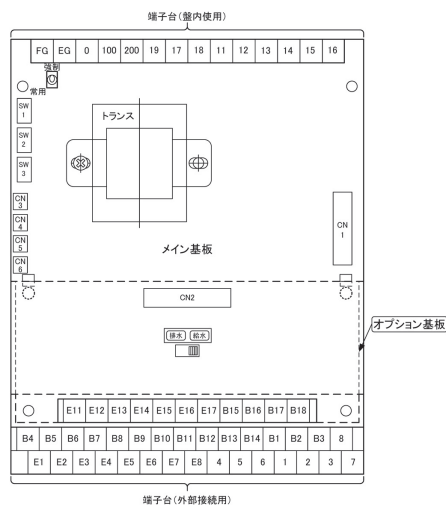 端子台(盤内使用)
FG EG 0 100 200 19 17 18 11 12 13 14 15 16
強制
常用
SW
1
SW
2
SW
3
トランス
CN
3
CN
4
CN
5
CN
6
CN
1
メイン基板
CN2
排水 給水
オプション基板
E11 E12 E13 E14 E15 E16 E17 B15 B16 B17 B18
B4 B5 B6 B7 B8 B9 B10 B11 B12 B13 B14 B1 B2 B3 8
E1 E2 E3 E4 E5 E6 E7 E8 4 5 6 1 2 3 7
端子台(外部接続用)